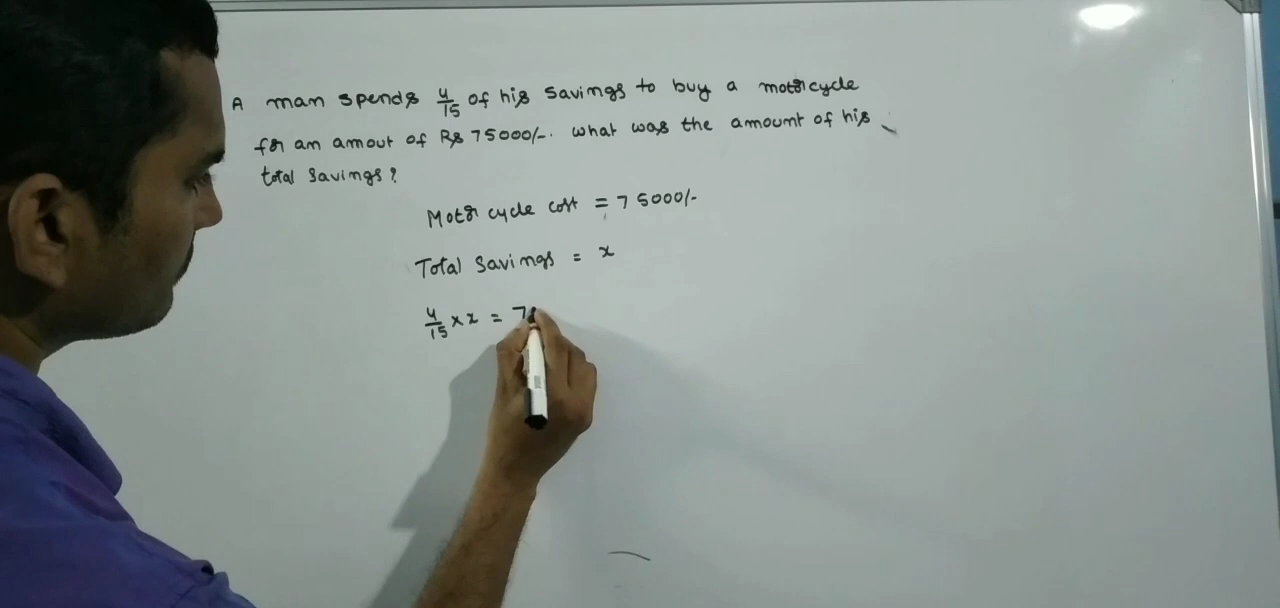 A man spends 4/15 of his savings to buy a motorcycle
for an amout of Rs 75000/-. what was the amount of his
total savings?
Motor cycle cost = 75000/-
Total savings = x
4/15 × x = 7